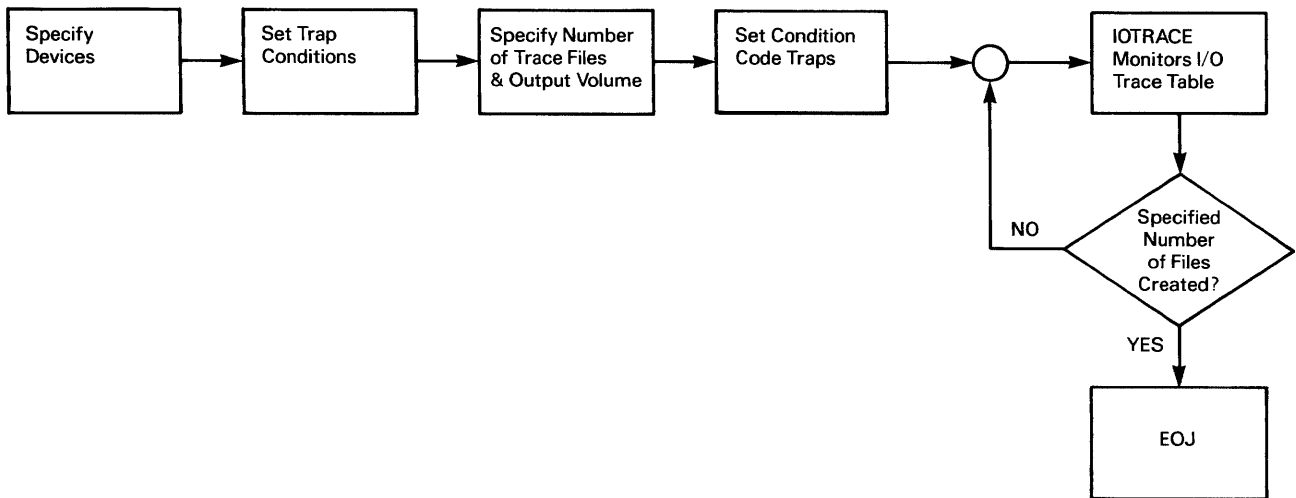 Specify
Devices
Set Trap
Conditions
Specify Number
of Trace Files
& Output Volume
Set Condition
Code Traps
IOTRACE
Monitors I/O
Trace Table
Specified
Number
of Files
Created?
NO
YES
EOJ